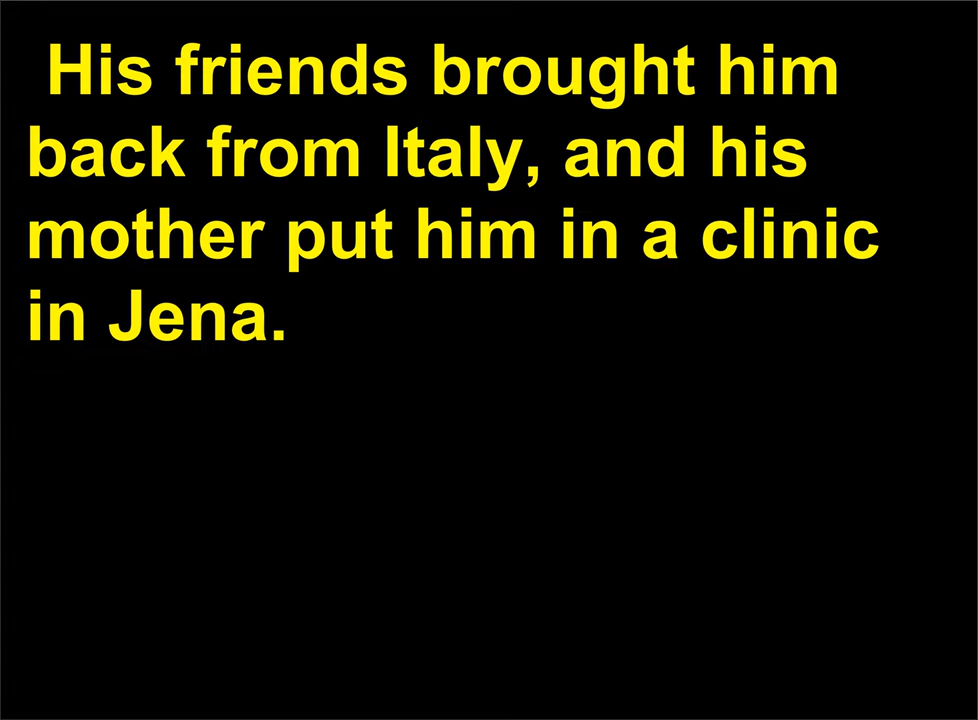 His friends brought him
back from Italy, and his
mother put him in a clinic
in Jena.